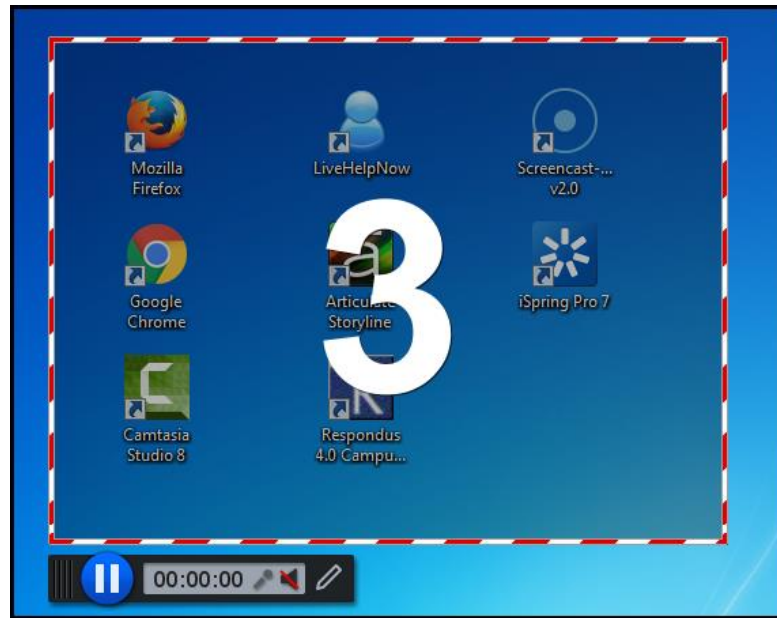 Mozilla
Firefox
LiveHelpNow
Screencast-...
v2.0
3
Google
Chrome
Articulate
Storyline
iSpring Pro 7
Camtasia
Studio 8
Respondus
4.0 Campu...
00:00:00